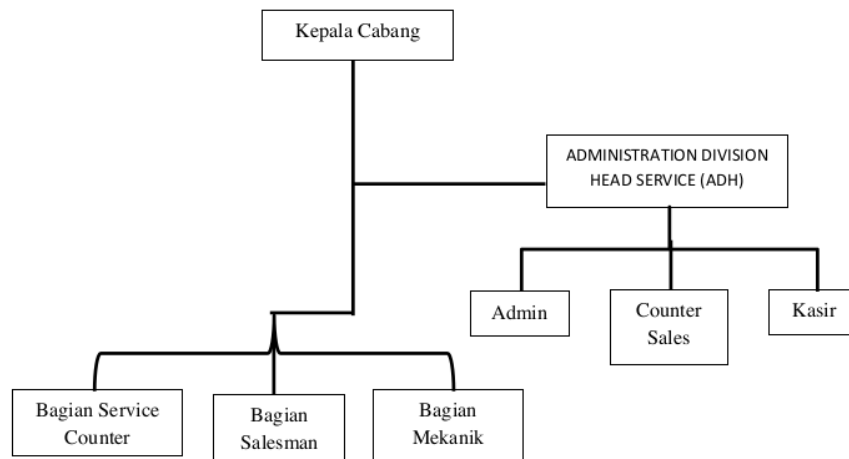 Kepala Cabang
ADMINISTRATION DIVISION
HEAD SERVICE (ADH)
Admin
Counter
Sales
Kasir
Bagian Service
Counter
Bagian
Salesman
Bagian
Mekanik